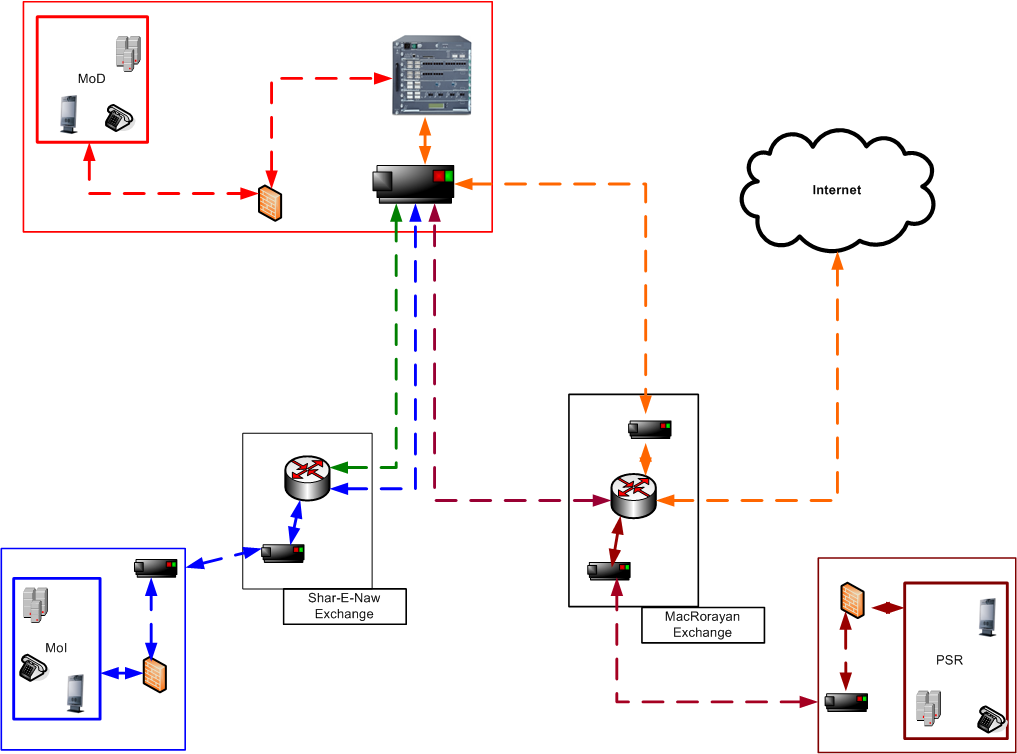 MoD
Internet
Shar-E-Naw
Exchange
MacRorayan
Exchange
MoI
PSR